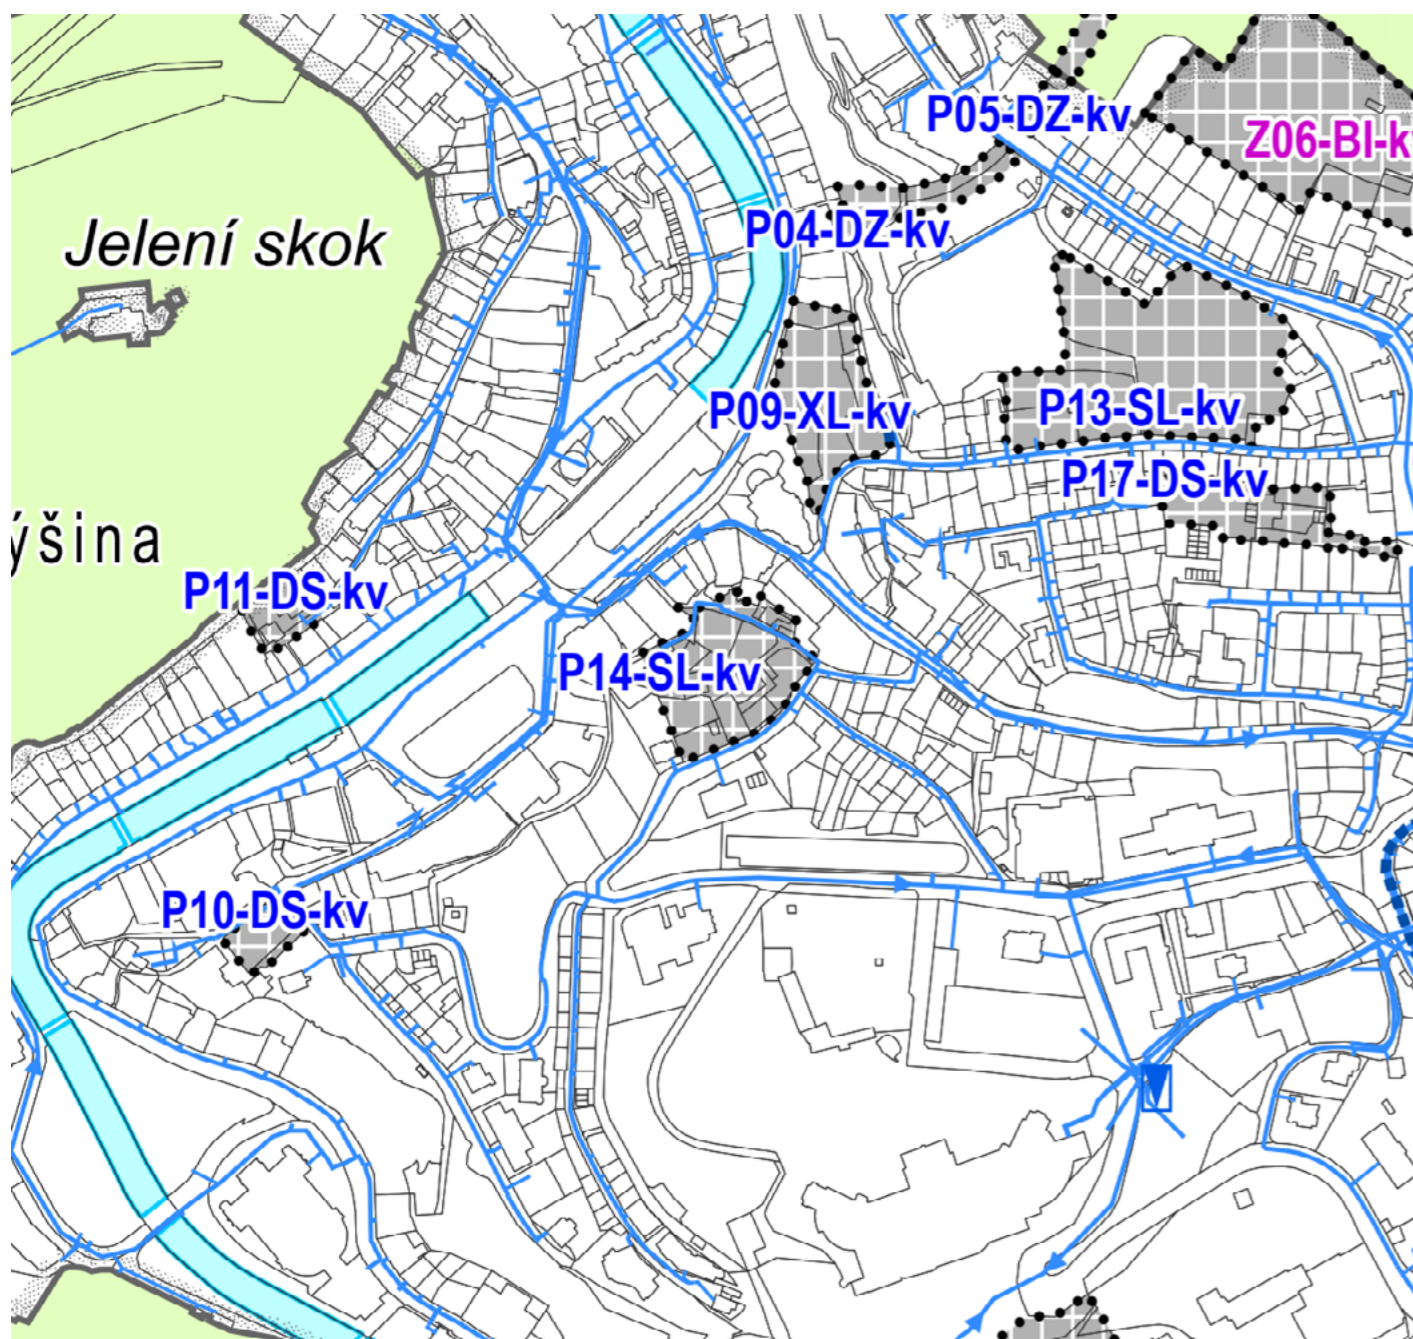 P05-DZ-kv
Z06-BI-k
Jelení skok
P04-DZ-kv
P09-XL-kv
P13-SL-kv
P17-DS-kv
ýšina
P11-DS-kv
P14-SL-kv
P10-DS-kv